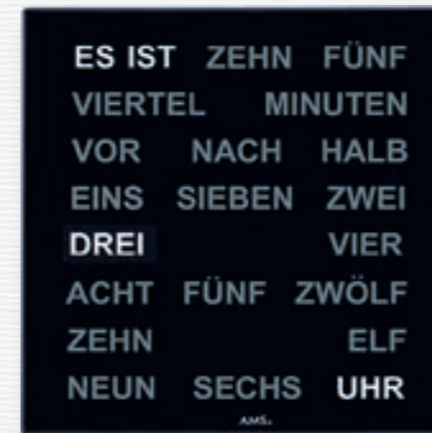 ES IST ZEHN FÜNF
VIERTEL MINUTEN
VOR NACH HALB
EINS SIEBEN ZWEI
DREI VIER
ACHT FÜNF ZWÖLF
ZEHN ELF
NEUN SECHS UHR
AMS.